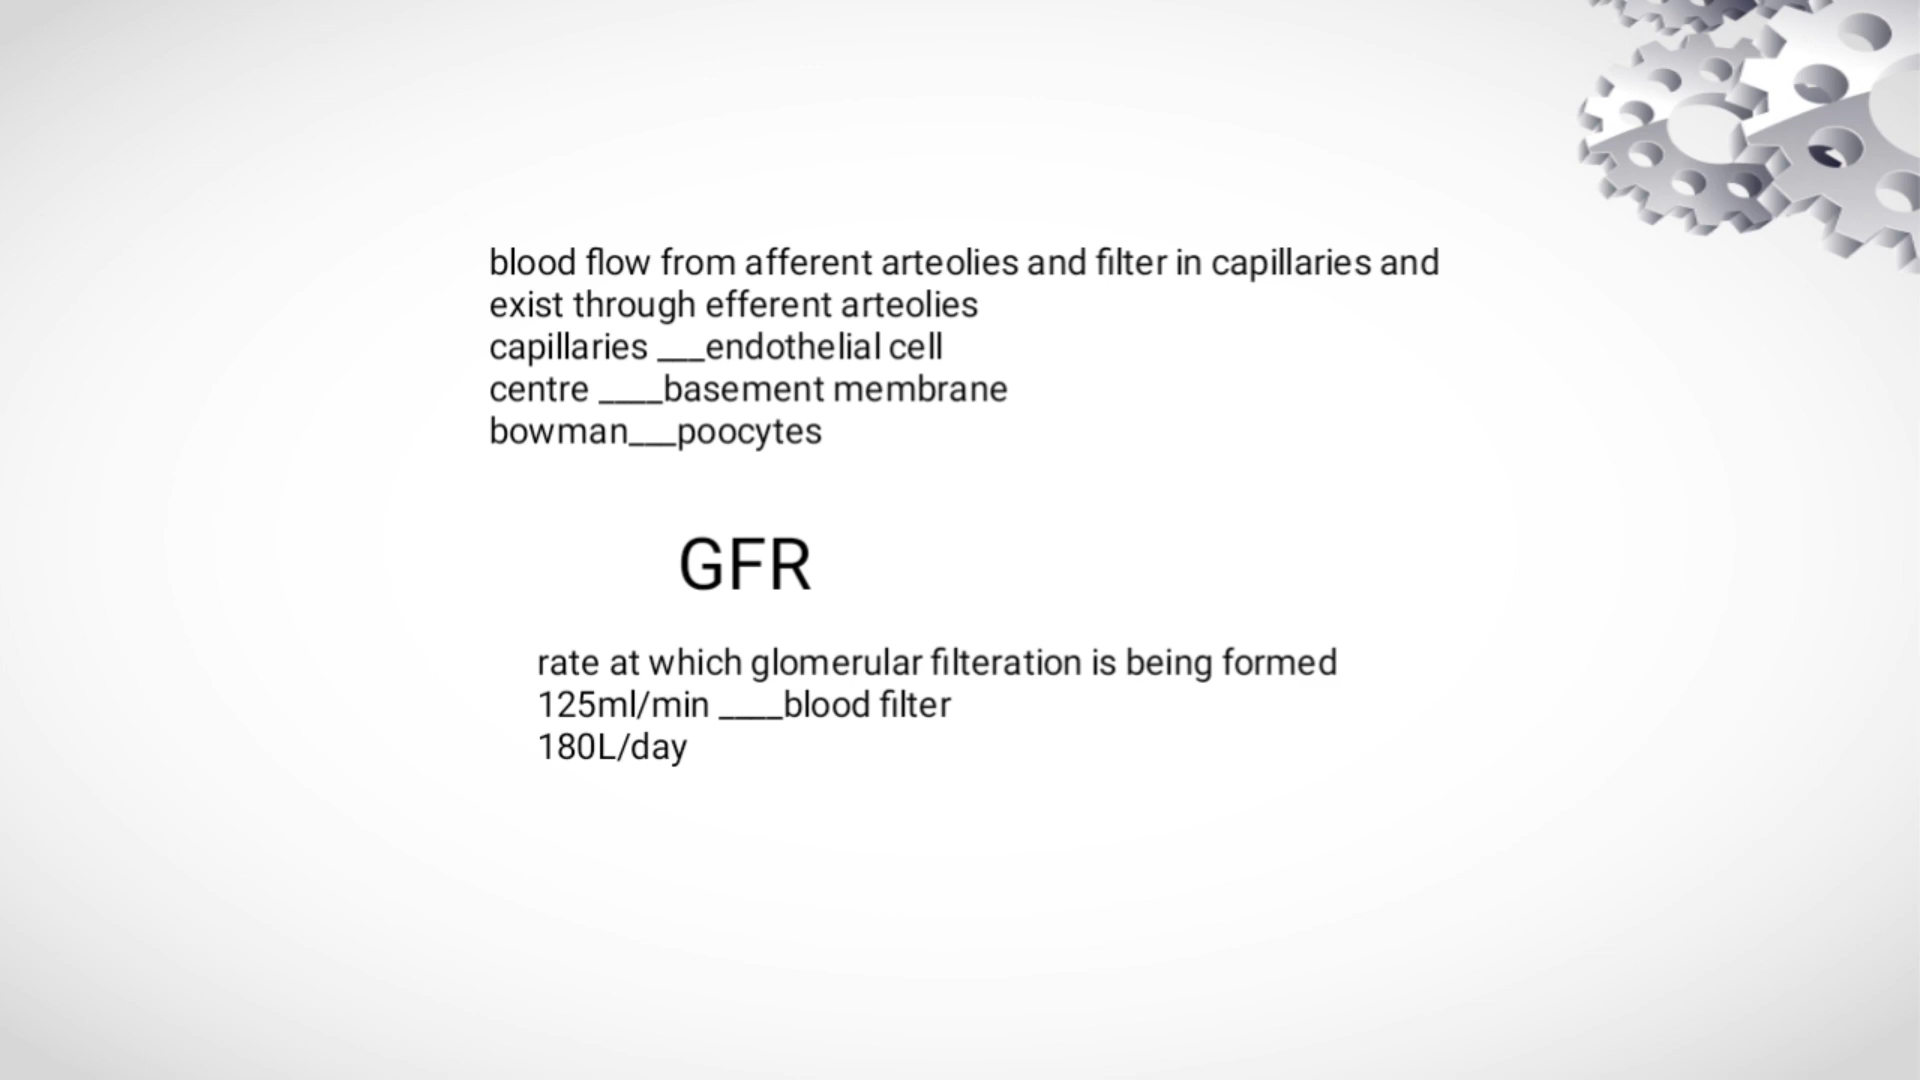 blood flow from afferent arteolies and filter in capillaries and
exist through efferent arteolies
capillaries ___endothelial cell
centre ____basement membrane
bowman___poocytes
GFR
rate at which glomerular filteration is being formed
125ml/min ____blood filter
180L/day